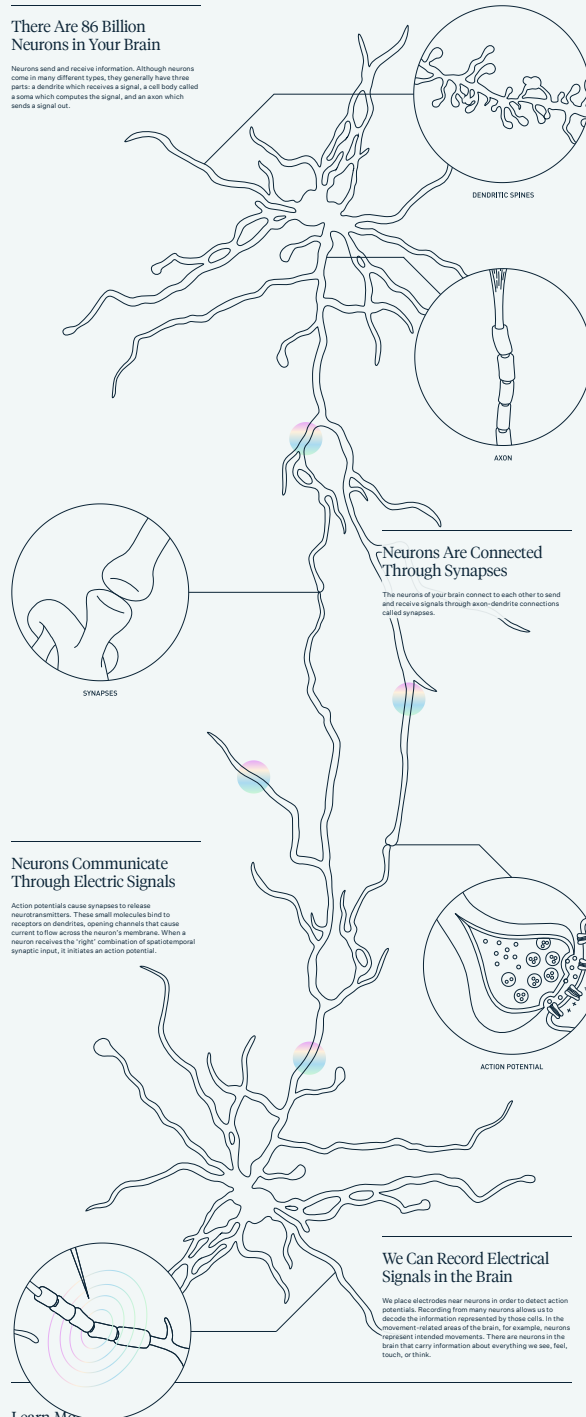 There Are 86 Billion
Neurons in Your Brain
Neurons send and receive information. Although neurons
come in many different types, they generally have three
parts: a dendrite which receives a signal, a cell body called
a soma which computes the signal, and an axon which
sends a signal out.
DENDRITIC SPINES
AXON
Neurons Are Connected
Through Synapses
The neurons of your brain connect to each other to send
and receive signals through axon-dendrite connections
called synapses.
SYNAPSES
Neurons Communicate
Through Electric Signals
Action potentials cause synapses to release
neurotransmitters. These small molecules bind to
receptors on dendrites, opening channels that cause
current to flow across the neuron's membrane. When a
neuron receives the 'right' combination of spatiotemporal
synaptic input, it initiates an action potential.
ACTION POTENTIAL
We Can Record Electrical
Signals in the Brain
We place electrodes near neurons in order to detect action
potentials. Recording from many neurons allows us to
decode the information represented by those cells. In the
movement-related areas of the brain, for example, neurons
represent intended movements. There are neurons in the
brain that carry information about everything we see, feel,
touch, or think.
Learn